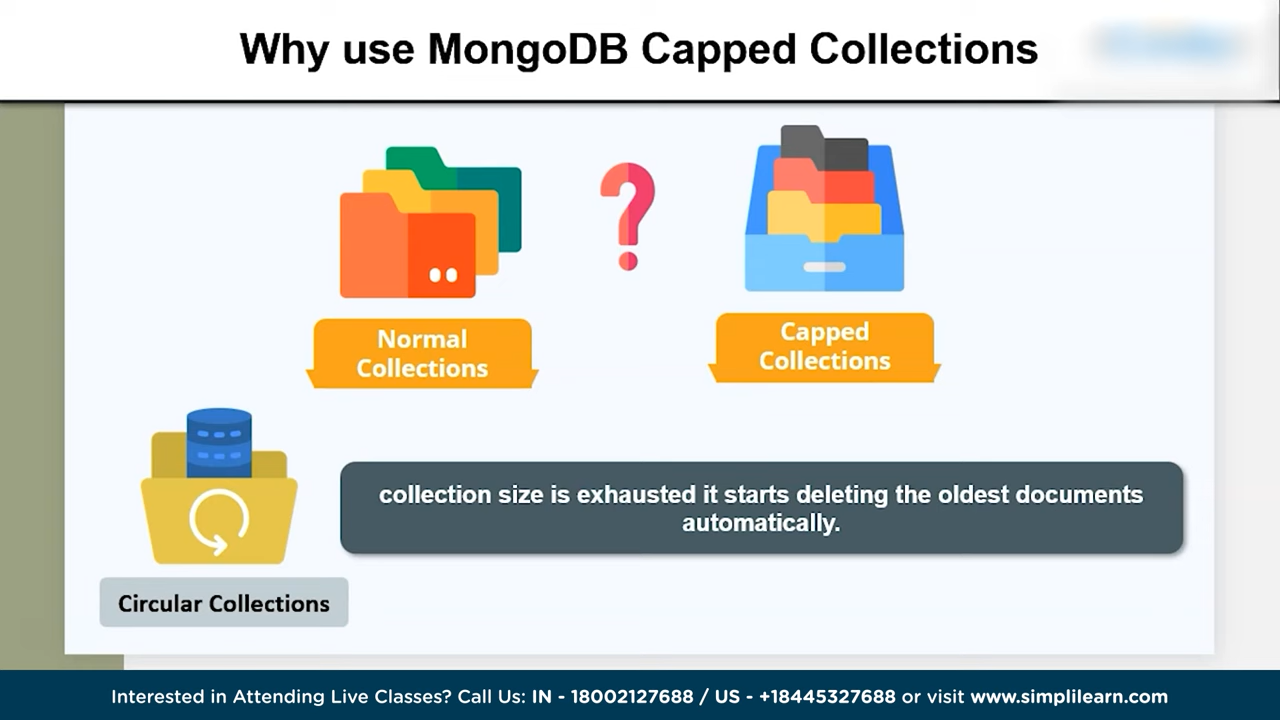 Why use MongoDB Capped Collections
Normal
Collections
Capped
Collections
collection size is exhausted it starts deleting the oldest documents
automatically.
Circular Collections
Interested in Attending Live Classes? Call Us: IN - 18002127688 / US - +18445327688 or visit www.simplilearn.com